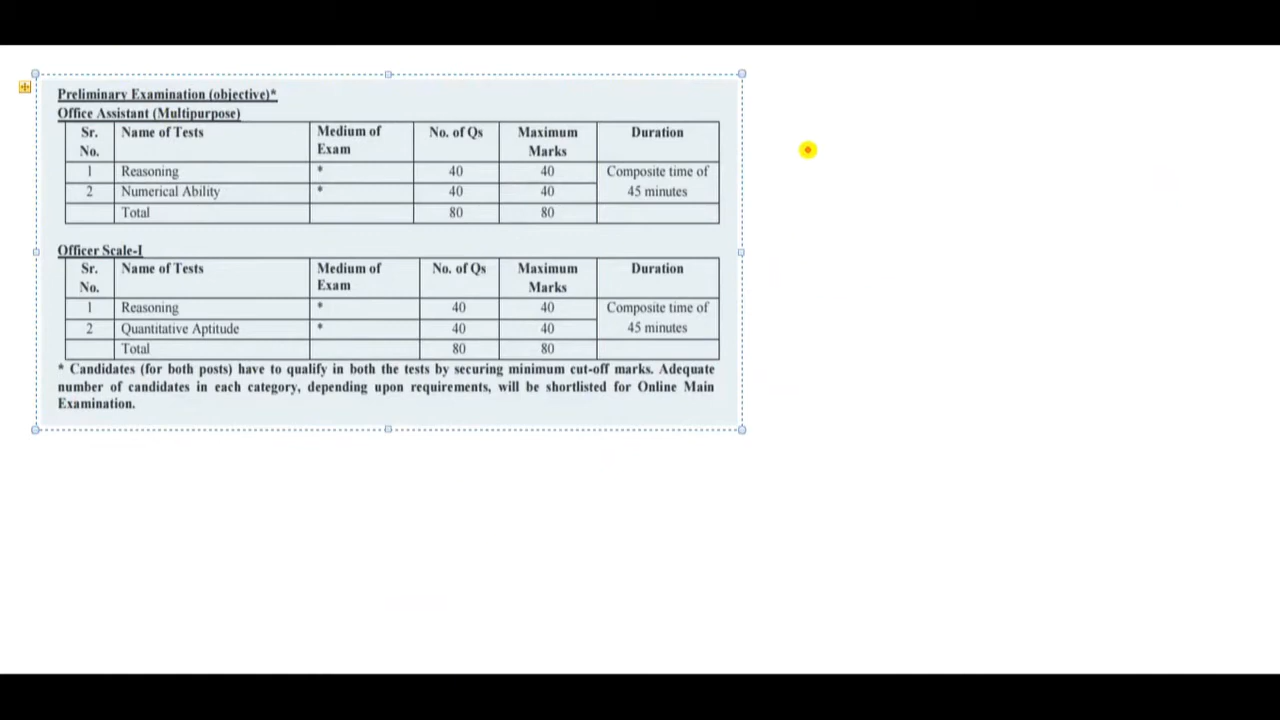 Preliminary Examination (objective)*
Office Assistant (Multipurpose)
Sr. No. Name of Tests Medium of Exam No. of Qs Maximum Marks Duration
1 Reasoning * 40 40 Composite time of
2 Numerical Ability * 40 40 45 minutes
Total 80 80
Officer Scale-I
Sr. No. Name of Tests Medium of Exam No. of Qs Maximum Marks Duration
1 Reasoning * 40 40 Composite time of
2 Quantitative Aptitude * 40 40 45 minutes
Total 80 80
* Candidates (for both posts) have to qualify in both the tests by securing minimum cut-off marks. Adequate
number of candidates in each category, depending upon requirements, will be shortlisted for Online Main
Examination.